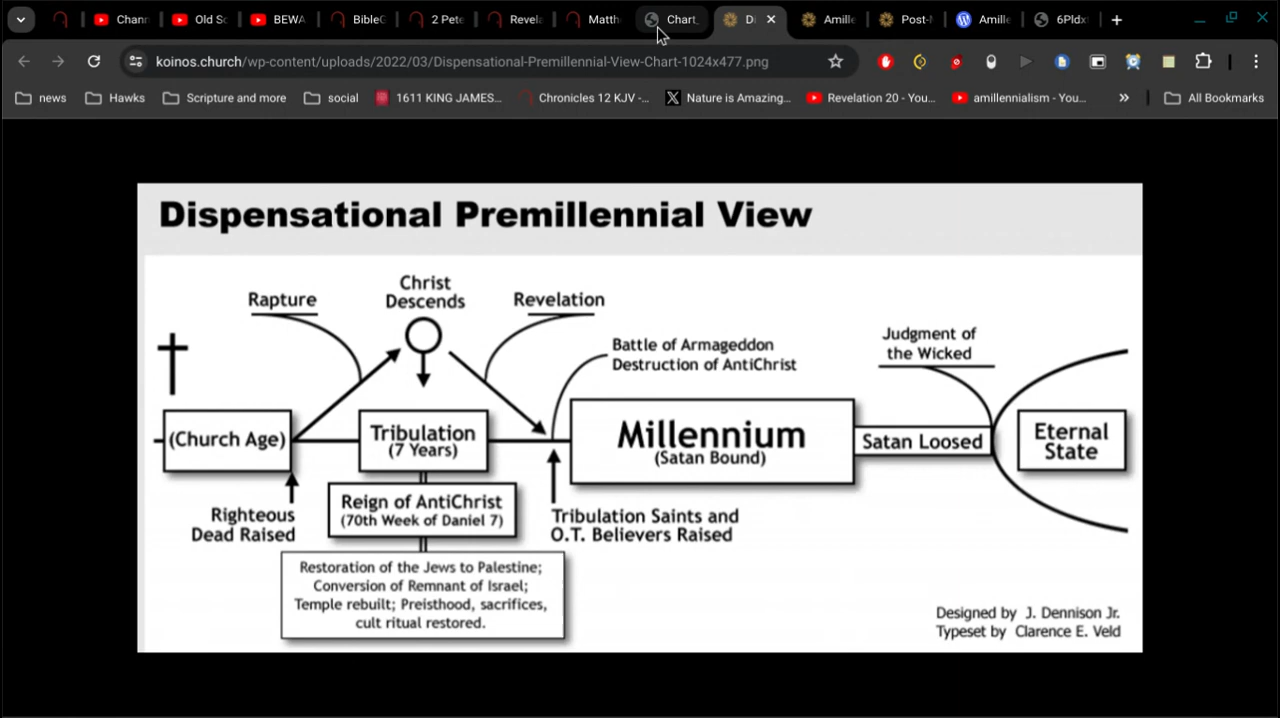 Chann
Old Sc
BEWA
BibleG
2 Pete
Revela
Matth
Chart.
Di
Amille
Post-M
Amille
6Pldx
koinos.church/wp-content/uploads/2022/03/Dispensational-Premillennial-View-Chart-1024x477.png
news
Hawks
Scripture and more
social
1611 KING JAMES...
Chronicles 12 KJV -...
Nature is Amazing...
Revelation 20 - You...
amillennialism - You...
All Bookmarks
Dispensational Premillennial View
Rapture
Christ
Descends
Revelation
Battle of Armageddon
Destruction of AntiChrist
Judgment of
the Wicked
(Church Age)
Tribulation
(7 Years)
Millennium
(Satan Bound)
Satan Loosed
Eternal
State
Righteous
Dead Raised
Reign of AntiChrist
(70th Week of Daniel 7)
Tribulation Saints and
O.T. Believers Raised
Restoration of the Jews to Palestine;
Conversion of Remnant of Israel;
Temple rebuilt; Preisthood, sacrifices,
cult ritual restored.
Designed by J. Dennison Jr.
Typeset by Clarence E. Veld